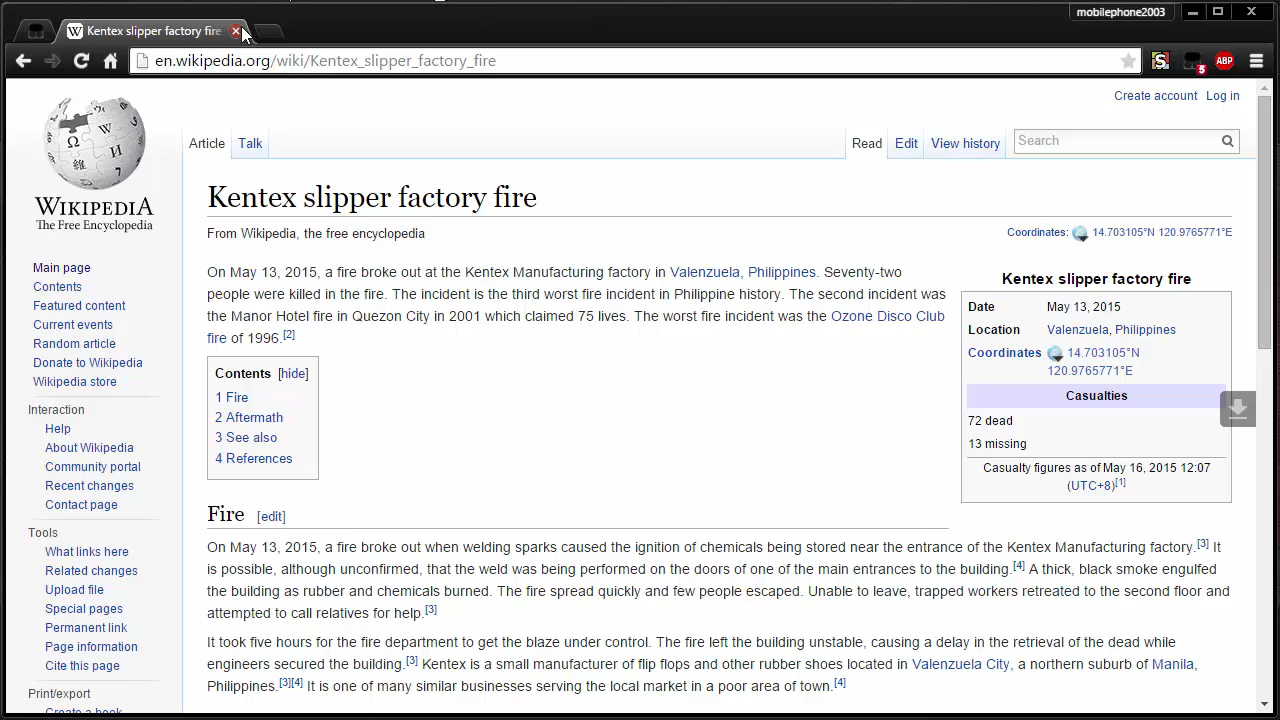 mobilephone2003
Kentex slipper factory fire
en.wikipedia.org/wiki/Kentex_slipper_factory_fire
S
5
ABP
Create account Log in
Article Talk Read Edit View history Search
WIKIPEDIA
The Free Encyclopedia
Main page
Contents
Featured content
Current events
Random article
Donate to Wikipedia
Wikipedia store
Interaction
Help
About Wikipedia
Community portal
Recent changes
Contact page
Tools
What links here
Related changes
Upload file
Special pages
Permanent link
Page information
Cite this page
Print/export
Create a book
Kentex slipper factory fire
From Wikipedia, the free encyclopedia
Coordinates: 14.703105°N 120.9765771°E
On May 13, 2015, a fire broke out at the Kentex Manufacturing factory in Valenzuela, Philippines. Seventy-two
people were killed in the fire. The incident is the third worst fire incident in Philippine history. The second incident was
the Manor Hotel fire in Quezon City in 2001 which claimed 75 lives. The worst fire incident was the Ozone Disco Club
fire of 1996.[2]
Kentex slipper factory fire
Date May 13, 2015
Location Valenzuela, Philippines
Coordinates 14.703105°N
120.9765771°E
Casualties
72 dead
13 missing
Casualty figures as of May 16, 2015 12:07
(UTC+8)[1]
Contents [hide]
1 Fire
2 Aftermath
3 See also
4 References
Fire [edit]
On May 13, 2015, a fire broke out when welding sparks caused the ignition of chemicals being stored near the entrance of the Kentex Manufacturing factory.[3] It
is possible, although unconfirmed, that the weld was being performed on the doors of one of the main entrances to the building.[4] A thick, black smoke engulfed
the building as rubber and chemicals burned. The fire spread quickly and few people escaped. Unable to leave, trapped workers retreated to the second floor and
attempted to call relatives for help.[3]
It took five hours for the fire department to get the blaze under control. The fire left the building unstable, causing a delay in the retrieval of the dead while
engineers secured the building.[3] Kentex is a small manufacturer of flip flops and other rubber shoes located in Valenzuela City, a northern suburb of Manila,
Philippines.[3][4] It is one of many similar businesses serving the local market in a poor area of town.[4]